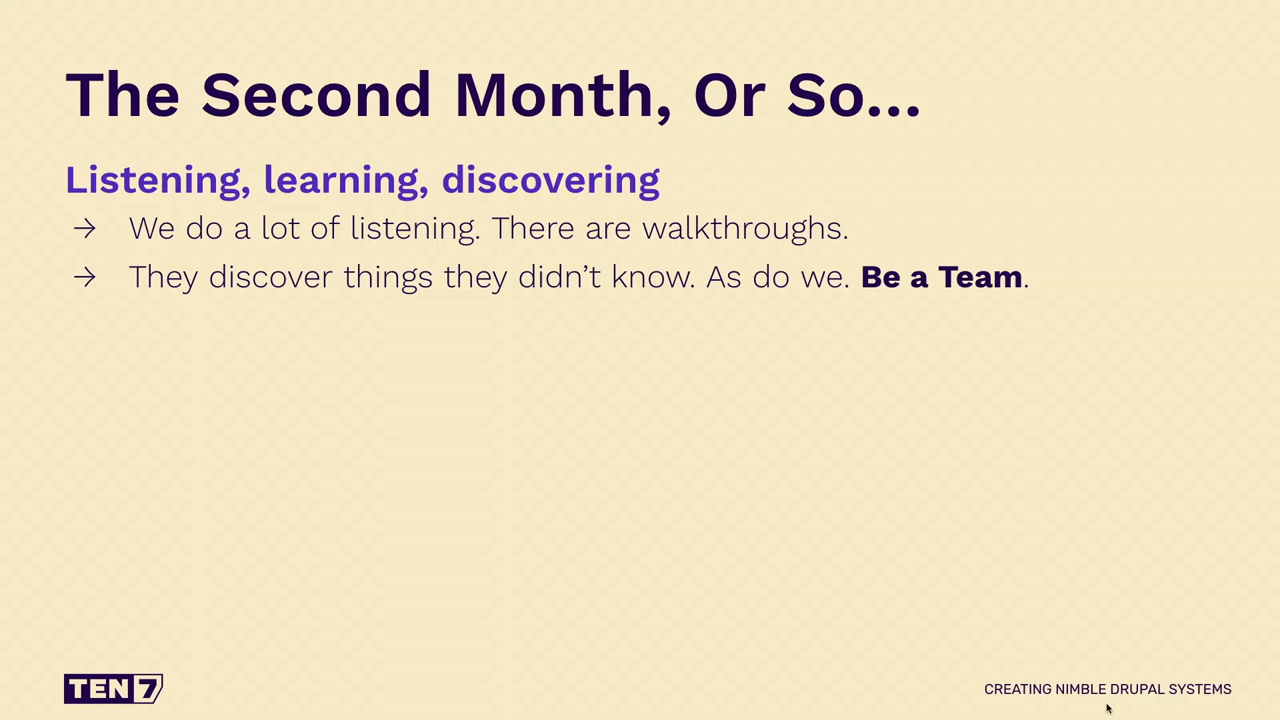 The Second Month, Or So...
Listening, learning, discovering
→ We do a lot of listening. There are walkthroughs.
→ They discover things they didn’t know. As do we. Be a Team.
TEN7
CREATING NIMBLE DRUPAL SYSTEMS